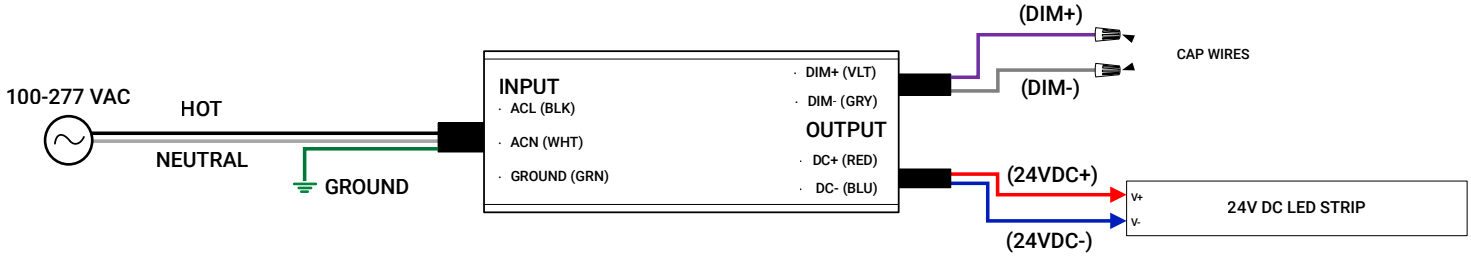 100-277 VAC
HOT
NEUTRAL
GROUND
INPUT
· ACL (BLK)
· ACN (WHT)
· GROUND (GRN)
· DIM+ (VLT)
· DIM- (GRY)
OUTPUT
· DC+ (RED)
· DC- (BLU)
(DIM+)
(DIM-)
CAP WIRES
(24VDC+)
(24VDC-)
V+
V-
24V DC LED STRIP